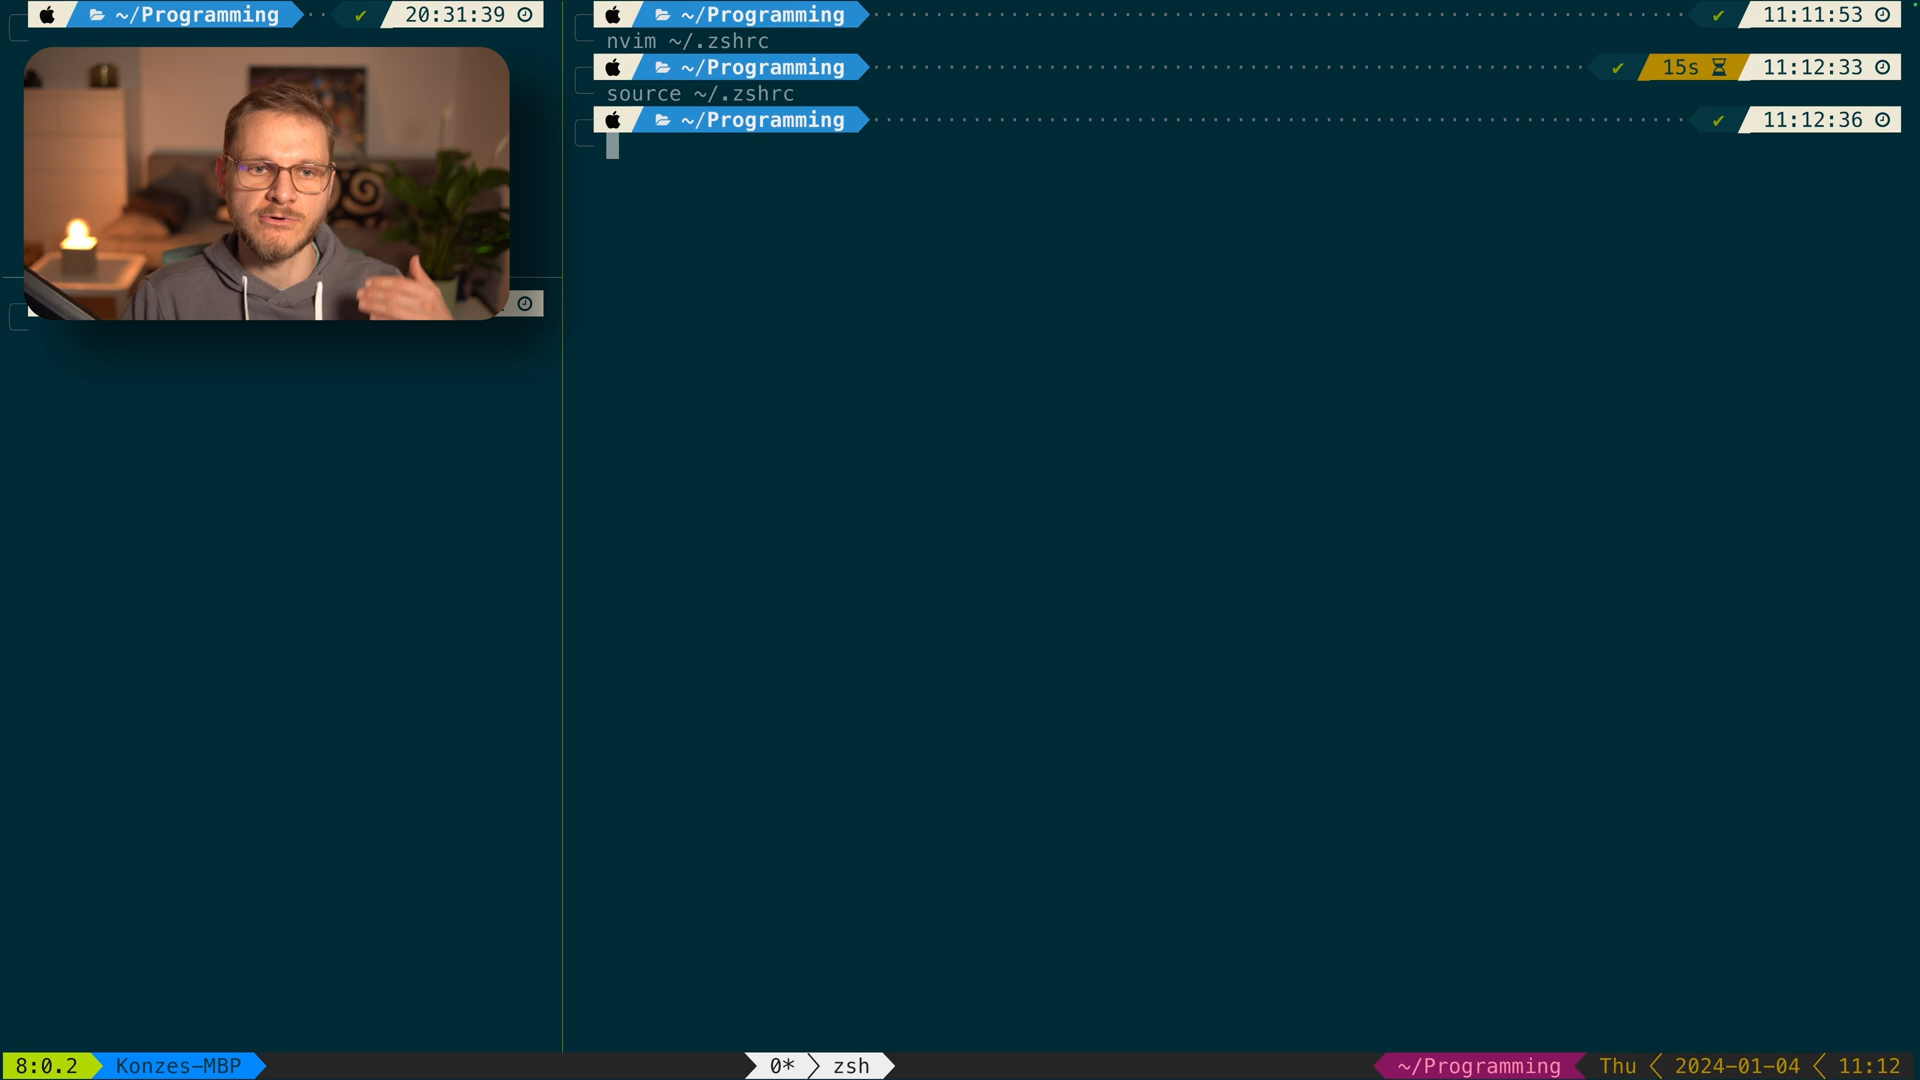 ~/Programming ✔ 20:31:39
~/Programming ✔ 11:11:53
nvim ~/.zshrc
~/Programming ✔ 15s 11:12:33
source ~/.zshrc
~/Programming ✔ 11:12:36
8:0.2 Konzes-MBP 0* zsh ~/Programming Thu 2024-01-04 11:12